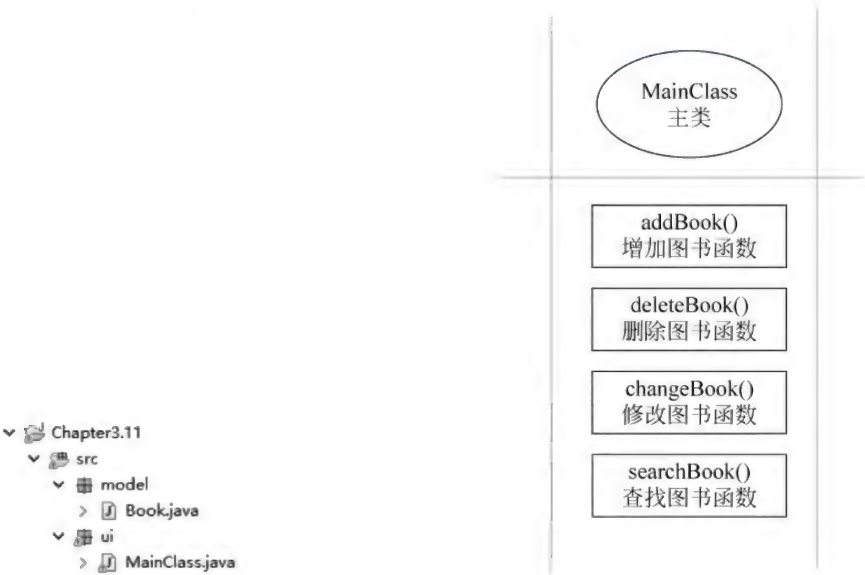 Chapter3.11
src
model
Book.java
ui
MainClass.java
MainClass
主类
addBook()
增加图书函数
deleteBook()
删除图书函数
changeBook()
修改图书函数
searchBook()
查找图书函数